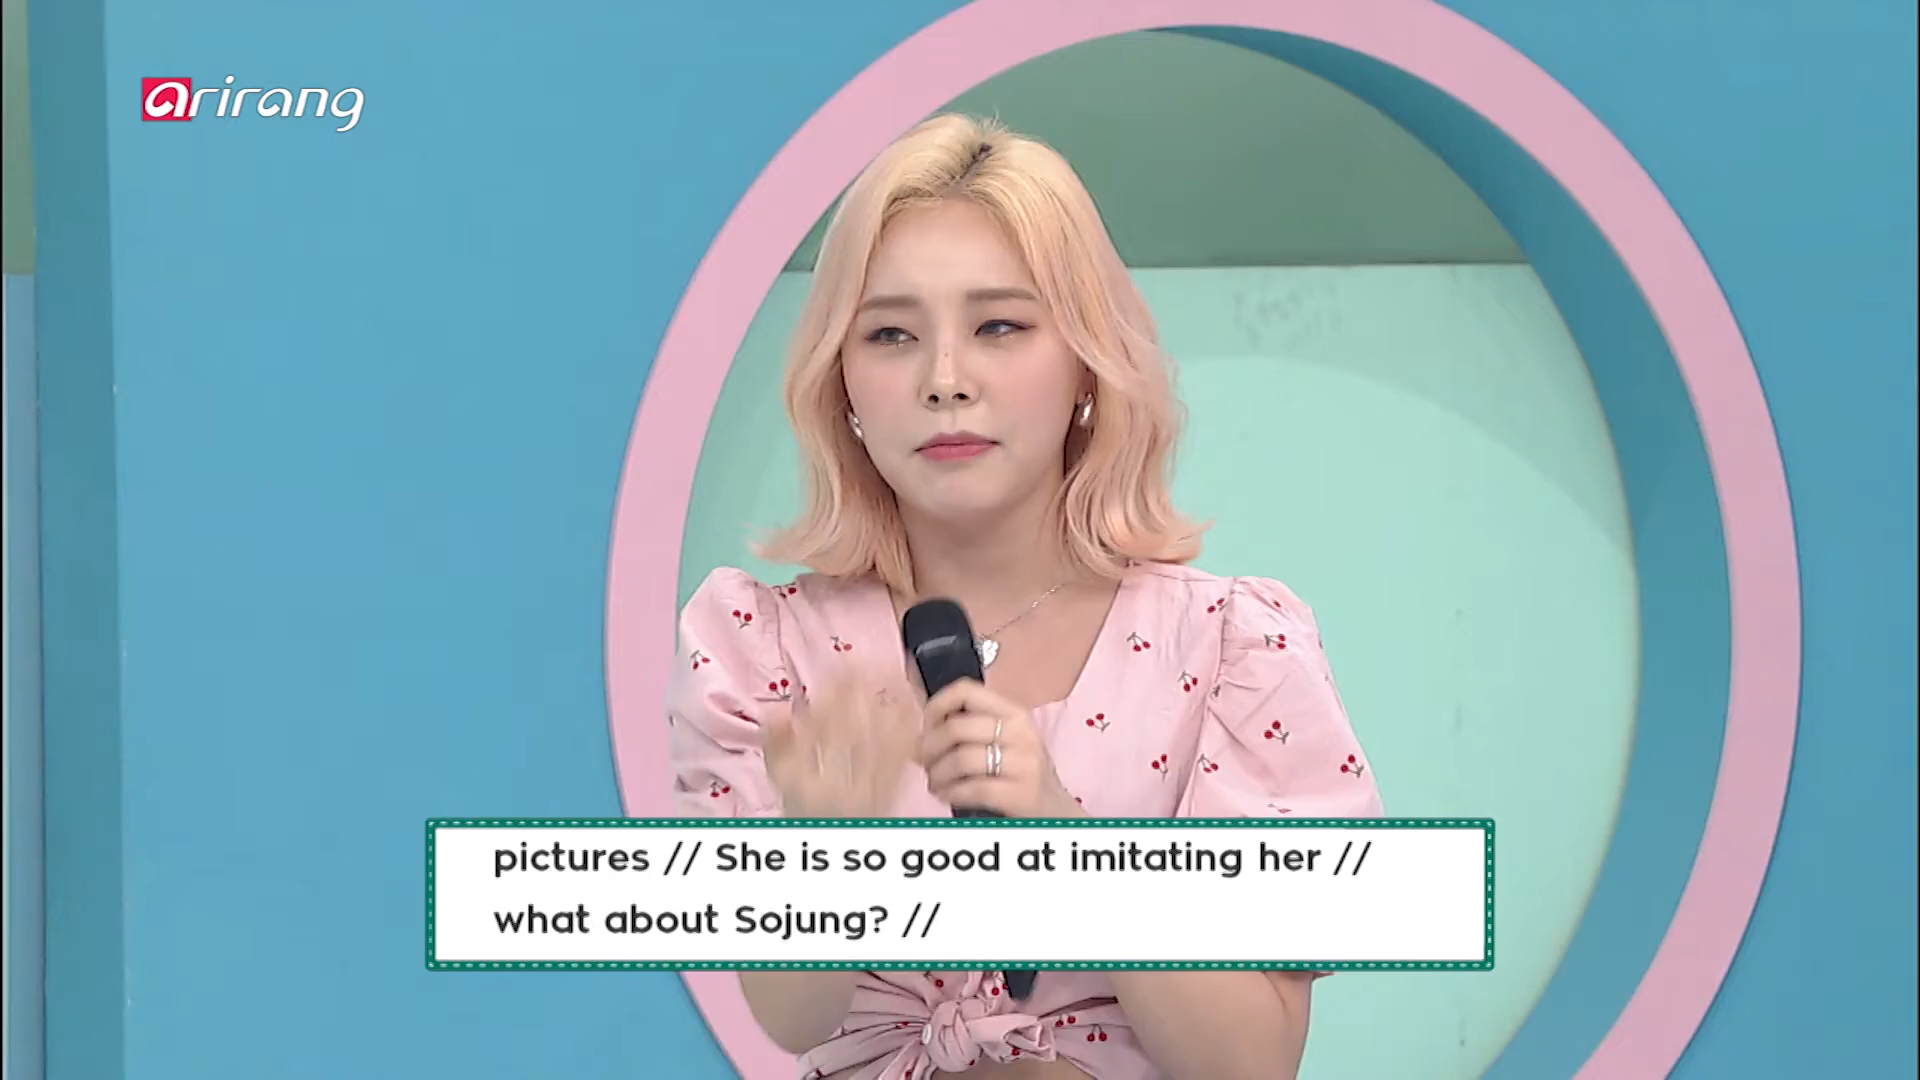 arirang
pictures // She is so good at imitating her //
what about Sojung? //